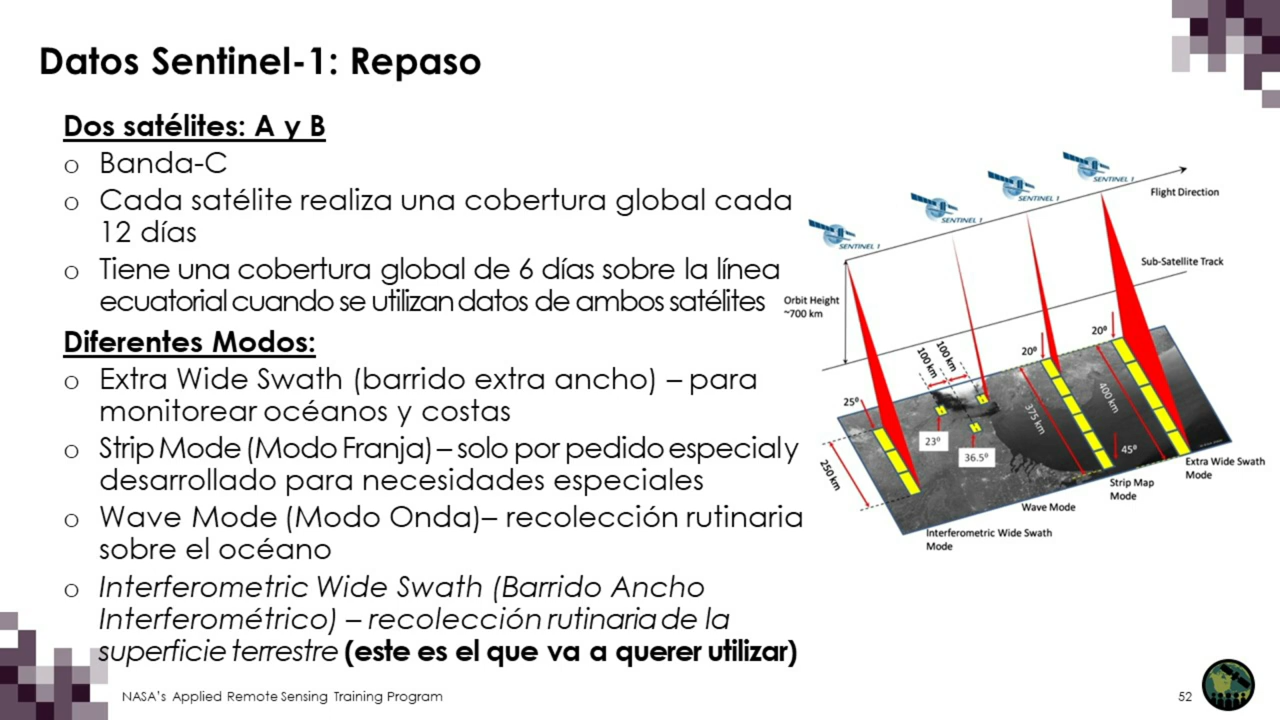 Datos Sentinel-1: Repaso
Dos satélites: A y B
o Banda-C
o Cada satélite realiza una cobertura global cada
12 días
o Tiene una cobertura global de 6 días sobre la línea
ecuatorial cuando se utilizan datos de ambos satélites
Diferentes Modos:
o Extra Wide Swath (barrido extra ancho) – para
monitorear océanos y costas
o Strip Mode (Modo Franja) – solo por pedido especial y
desarrollado para necesidades especiales
o Wave Mode (Modo Onda)– recolección rutinaria
sobre el océano
o Interferometric Wide Swath (Barrido Ancho
Interferométrico) – recolección rutinaria de la
superficie terrestre (este es el que va a querer utilizar)
SENTINEL 1
SENTINEL 1
SENTINEL 1
SENTINEL 1
Flight Direction
Sub-Satellite Track
Orbit Height
~700 km
100 km
100 km
20º
20º
25º
23º
36.5º
375 km
400 km
45º
250 km
Extra Wide Swath
Mode
Strip Map
Mode
Wave Mode
Interferometric Wide Swath
Mode
NASA's Applied Remote Sensing Training Program
52